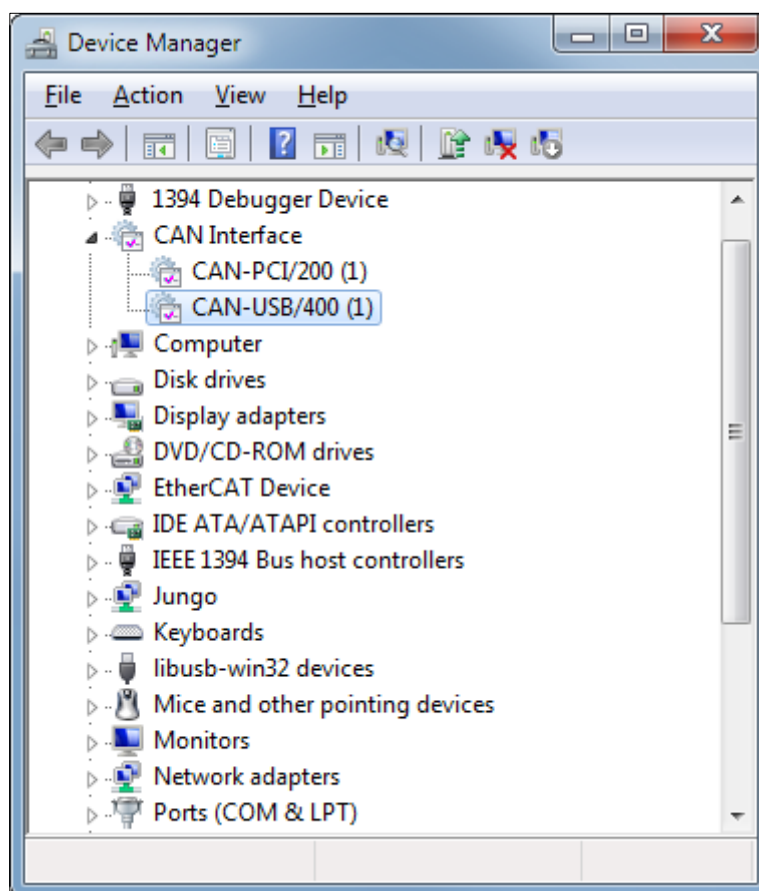 Device Manager
File Action View Help
1394 Debugger Device
CAN Interface
CAN-PCI/200 (1)
CAN-USB/400 (1)
Computer
Disk drives
Display adapters
DVD/CD-ROM drives
EtherCAT Device
IDE ATA/ATAPI controllers
IEEE 1394 Bus host controllers
Jungo
Keyboards
libusb-win32 devices
Mice and other pointing devices
Monitors
Network adapters
Ports (COM & LPT)